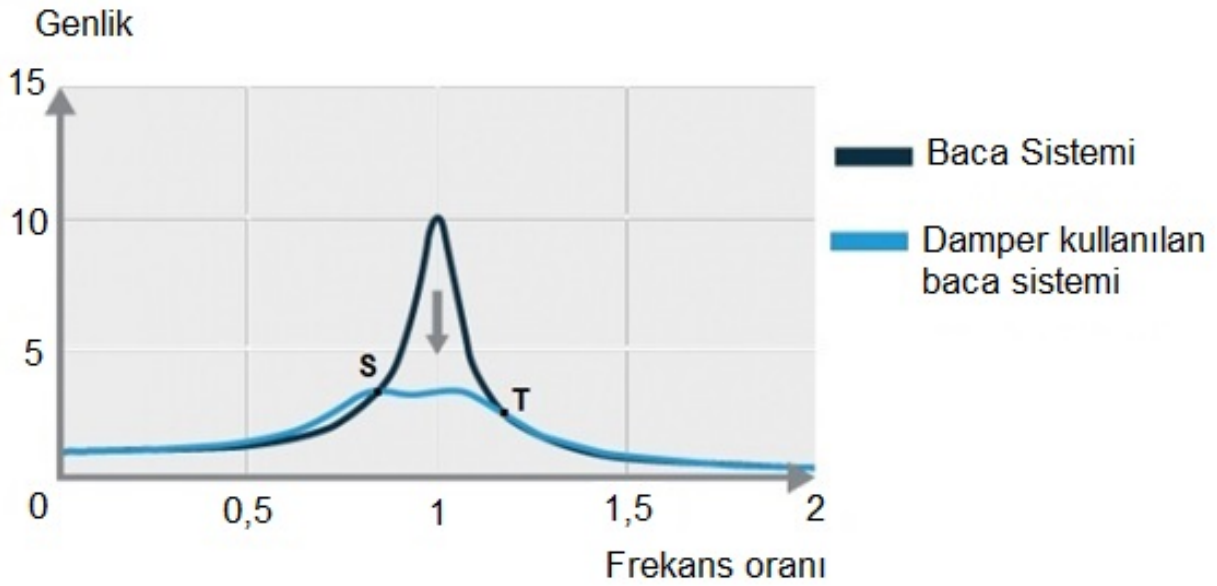 Genlik
15
10
5
0
S
T
0,5
1
1,5
2
Frekans oranı
Baca Sistemi
Damper kullanılan
baca sistemi